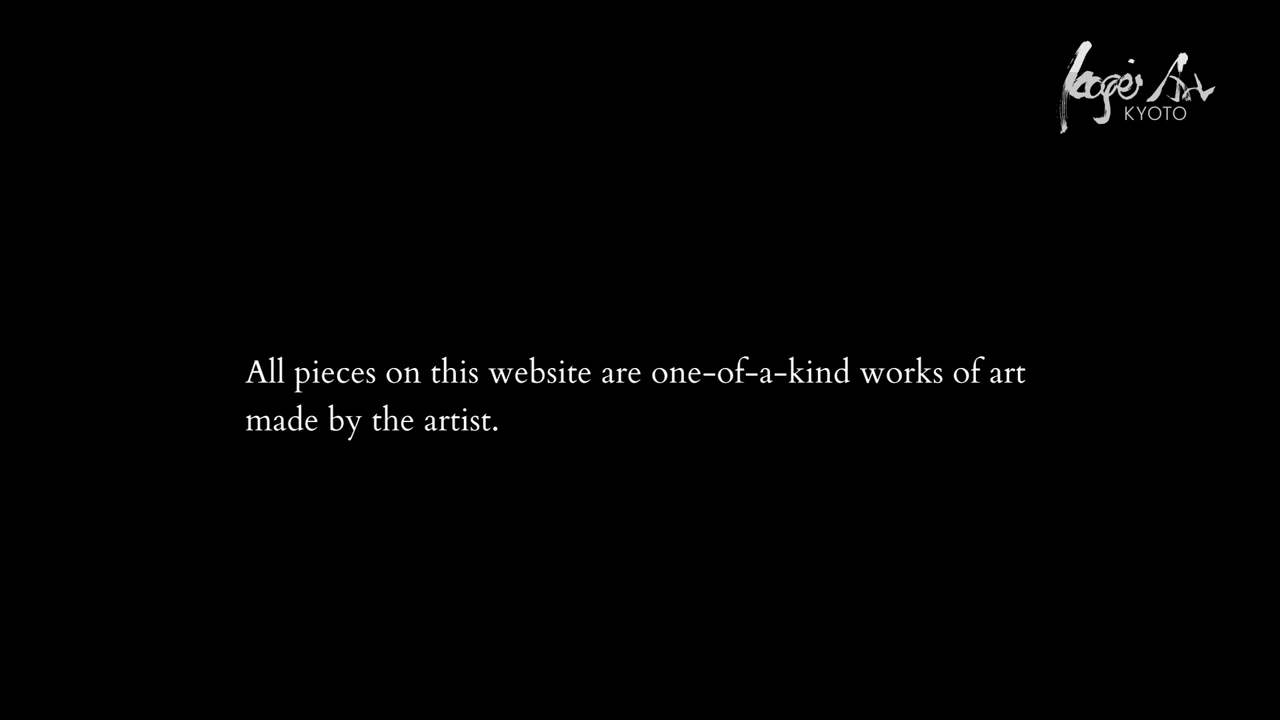 Kogei Art
KYOTO
All pieces on this website are one-of-a-kind works of art
made by the artist.